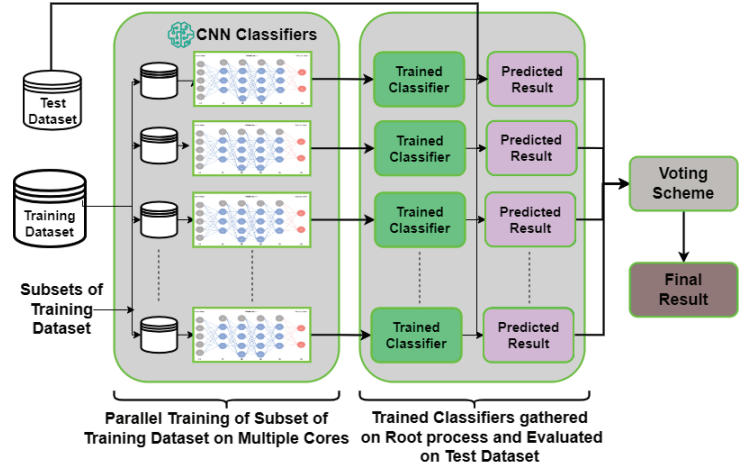 CNN Classifiers
Test
Dataset
Training
Dataset
Subsets of
Training
Dataset
Trained
Classifier
Predicted
Result
Trained
Classifier
Predicted
Result
Trained
Classifier
Predicted
Result
Trained
Classifier
Predicted
Result
Voting
Scheme
Final
Result
Parallel Training of Subset of
Training Dataset on Multiple Cores
Trained Classifiers gathered
on Root process and Evaluated
on Test Dataset